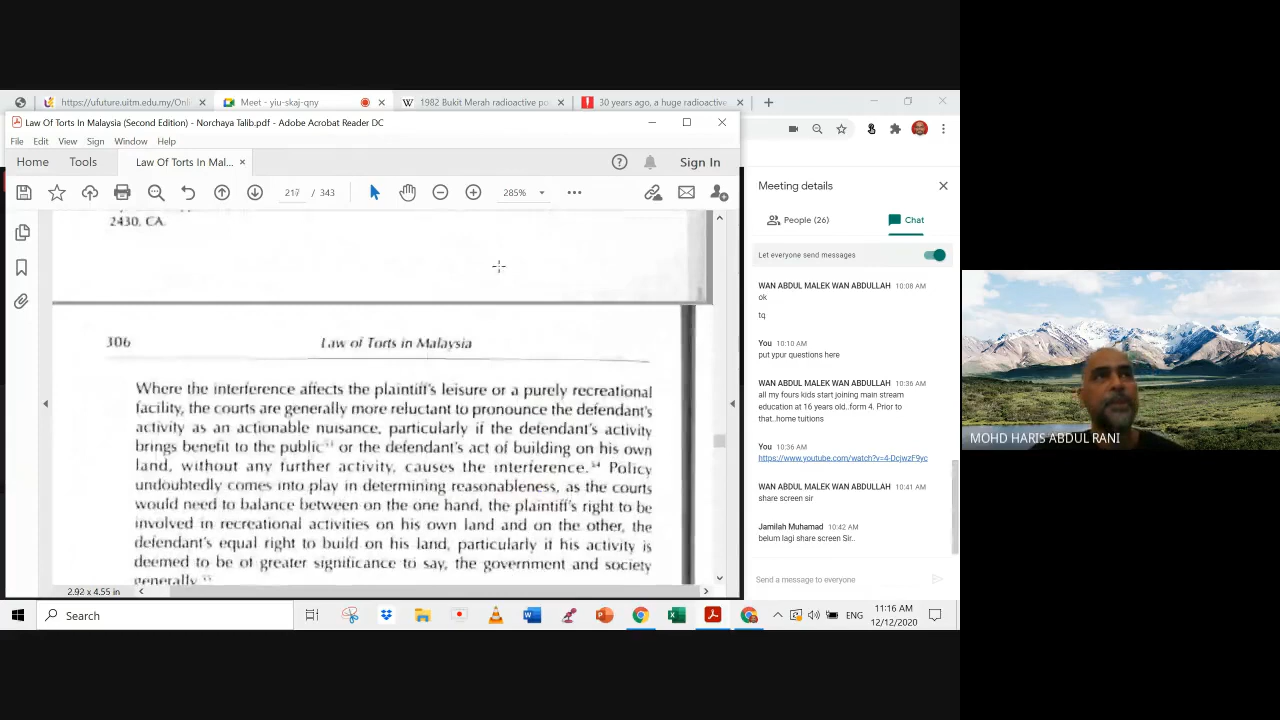 https://ufuture.uitm.edu.my/Onl
Meet - yiu-skaj-qny
1982 Bukit Merah radioactive po
30 years ago, a huge radioactive
Law Of Torts In Malaysia (Second Edition) - Norchaya Talib.pdf - Adobe Acrobat Reader DC
File Edit View Sign Window Help
Home Tools Law Of Torts In Mal... Sign In
217 / 343 285%
2430, CA.
306 Law of Torts in Malaysia
Where the interference affects the plaintiff's leisure or a purely recreational
facility, the courts are generally more reluctant to pronounce the defendant's
activity as an actionable nuisance, particularly if the defendant's activity
brings benefit to the public or the defendant's act of building on his own
land, without any further activity, causes the interference.54 Policy
undoubtedly comes into play in determining reasonableness, as the courts
would need to balance between on the one hand, the plaintiff's right to be
involved in recreational activities on his own land and on the other, the
defendant's equal right to build on his land, particularly if his activity is
deemed to be of greater significance to say, the government and society
generally.
2.92 x 4.55 in
Meeting details
People (26) Chat
Let everyone send messages
WAN ABDUL MALEK WAN ABDULLAH 10:08 AM
ok
tq
You 10:10 AM
put ypur questions here
WAN ABDUL MALEK WAN ABDULLAH 10:36 AM
all my fours kids start joining main stream
education at 16 years old..form 4. Prior to
that..home tuitions
You 10:36 AM
https://www.youtube.com/watch?v=4-DcjwzF9yc
WAN ABDUL MALEK WAN ABDULLAH 10:41 AM
share screen sir
Jamilah Muhamad 10:42 AM
belum lagi share screen Sir..
Send a message to everyone
MOHD HARIS ABDUL RANI
Search
ENG
11:16 AM
12/12/2020